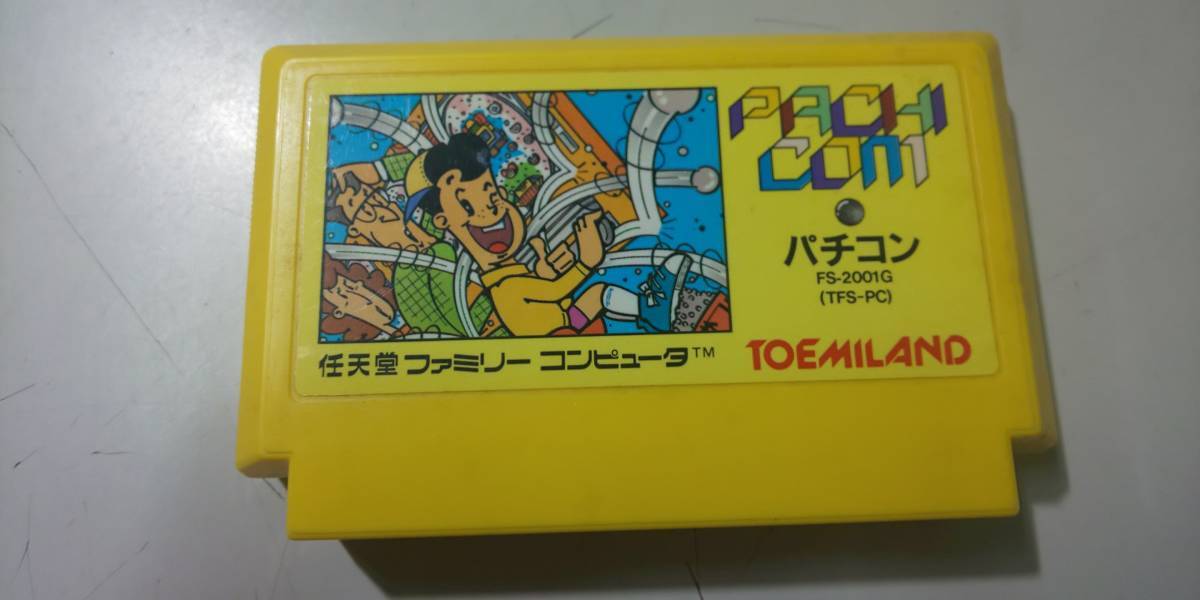 PACHI
COM
パチコン
FS-2001G
(TFS-PC)
任天堂 ファミリー コンピュータ™
TOEMILAND